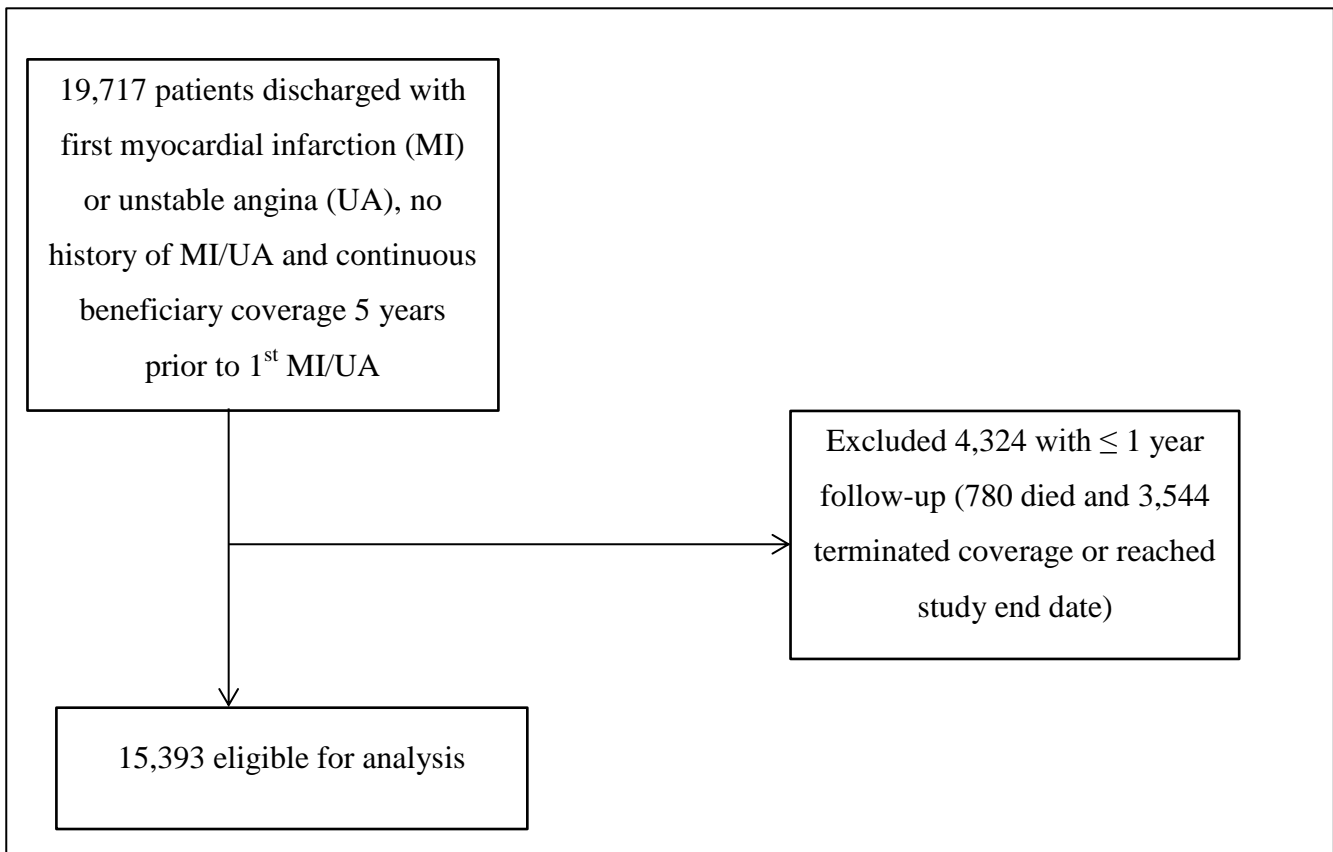 19,717 patients discharged with
first myocardial infarction (MI)
or unstable angina (UA), no
history of MI/UA and continuous
beneficiary coverage 5 years
prior to 1st MI/UA
Excluded 4,324 with ≤ 1 year
follow-up (780 died and 3,544
terminated coverage or reached
study end date)
15,393 eligible for analysis